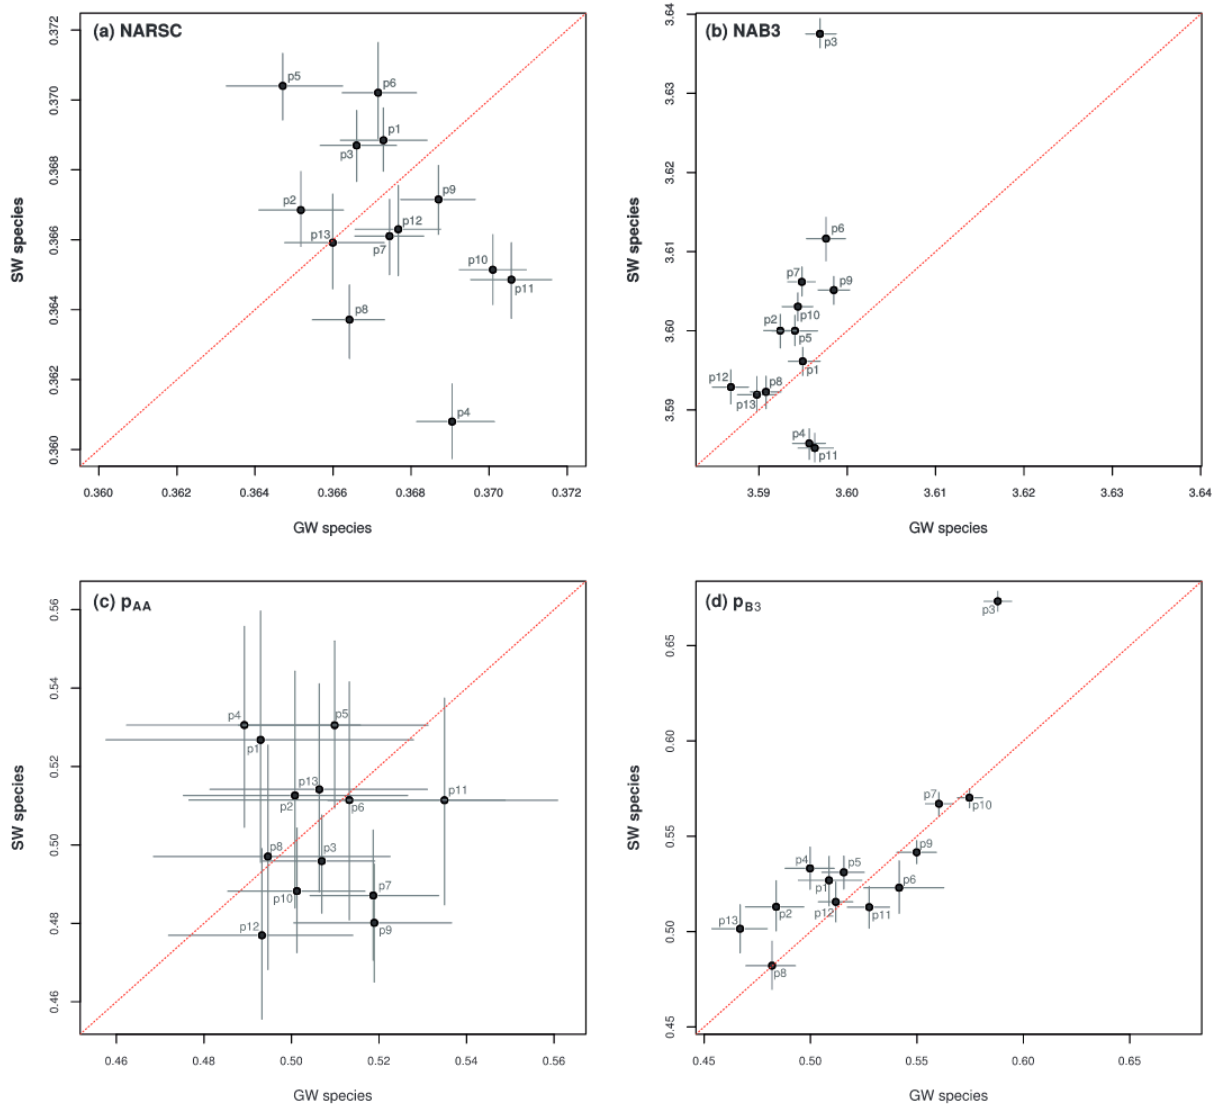 (a) NARSC
0.372
0.370
0.368
0.366
0.364
0.362
0.360
SW species
p5
p6
p1
p3
p2
p9
p12
p13
p7
p10
p11
p8
p4
0.360 0.362 0.364 0.366 0.368 0.370 0.372
GW species
(b) NAB3
3.64
3.63
3.62
3.61
3.60
3.59
SW species
p3
p6
p7
p9
p10
p2
p5
p1
p12
p8
p13
p4
p11
3.59 3.60 3.61 3.62 3.63 3.64
GW species
(c) pAA
0.56
0.54
0.52
0.50
0.48
0.46
SW species
p4
p5
p1
p13
p11
p2
p6
p8
p3
p10
p7
p9
p12
0.46 0.48 0.50 0.52 0.54 0.56
GW species
(d) pB3
0.65
0.60
0.55
0.50
0.45
SW species
p3
p7
p10
p9
p4
p5
p1
p6
p12
p11
p2
p13
p8
0.45 0.50 0.55 0.60 0.65
GW species